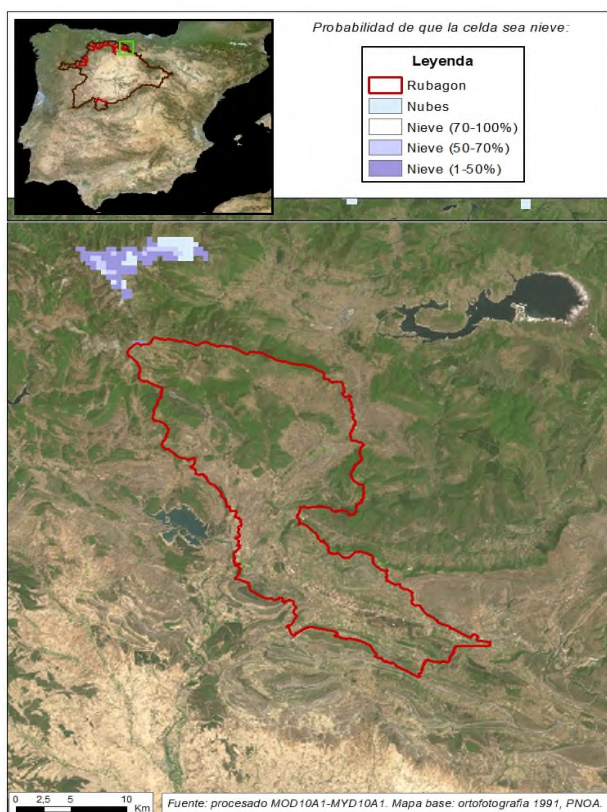 Probabilidad de que la celda sea nieve:
Leyenda
Rubagon
Nubes
Nieve (70-100%)
Nieve (50-70%)
Nieve (1-50%)
0 2,5 5 10
Km
Fuente: procesado MOD10A1-MYD10A1. Mapa base: ortofotografia 1991, PNOA